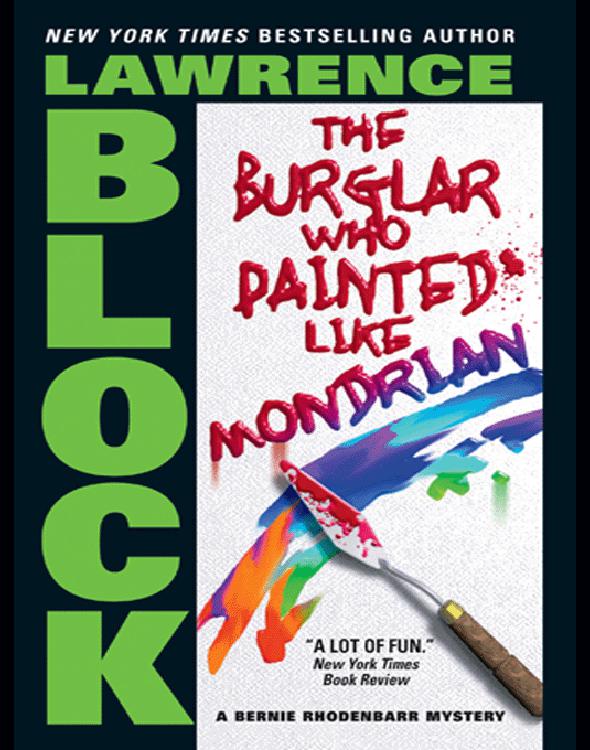 NEW YORK TIMES BESTSELLING AUTHOR
LAWRENCE
BLOCK
THE
BURGLAR
WHO
PAINTED
LIKE
MONDRIAN
"A LOT OF FUN."
New York Times
Book Review
A BERNIE RHODENBARR MYSTERY